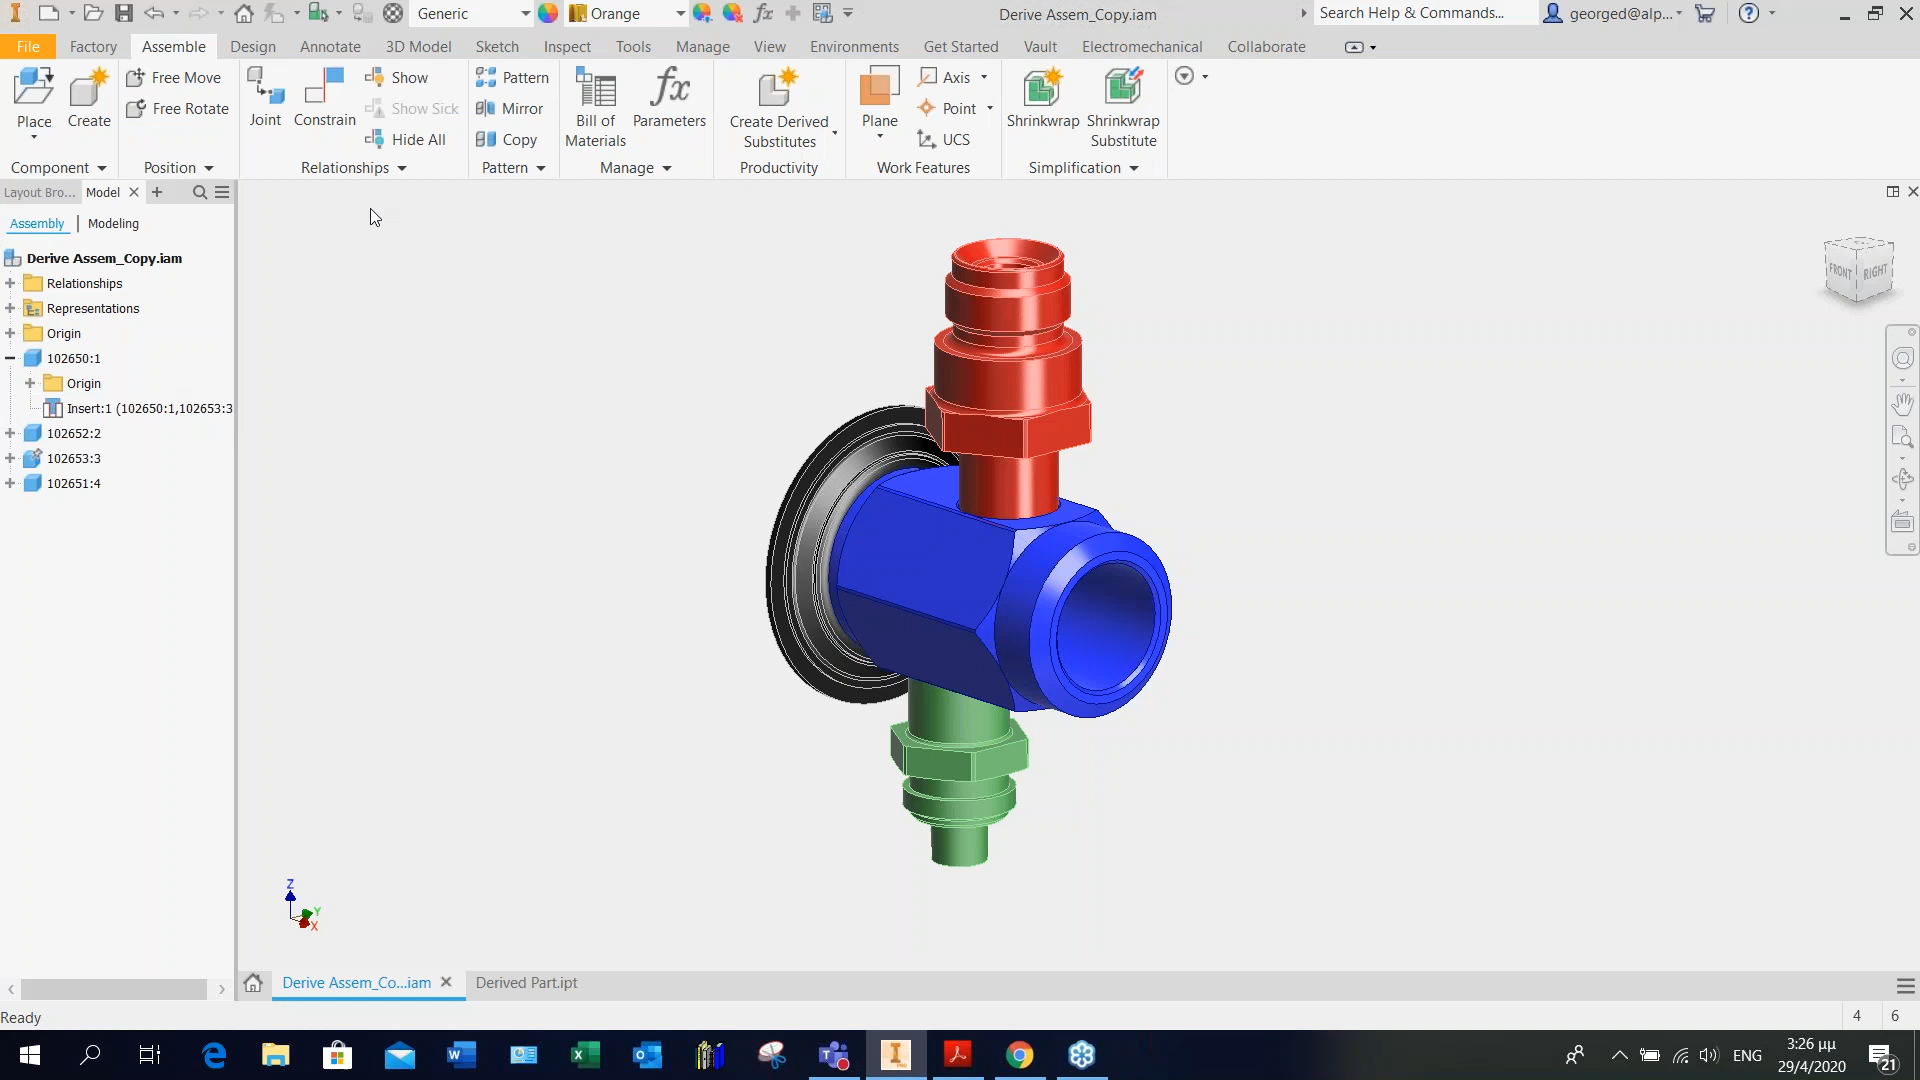 Generic
Orange
Derive Assem_Copy.iam
Search Help & Commands...
georged@alp...
File
Factory
Assemble
Design
Annotate
3D Model
Sketch
Inspect
Tools
Manage
View
Environments
Get Started
Vault
Electromechanical
Collaborate
Place
Create
Free Move
Free Rotate
Component
Position
Joint
Constrain
Show
Show Sick
Hide All
Relationships
Pattern
Mirror
Copy
Pattern
Bill of
Materials
Parameters
Manage
Create Derived
Substitutes
Productivity
Plane
Axis
Point
UCS
Work Features
Shrinkwrap
Shrinkwrap
Substitute
Simplification
Layout Bro...
Model
Assembly
Modeling
Derive Assem_Copy.iam
Relationships
Representations
Origin
102650:1
Origin
Insert:1 (102650:1,102653:3
102652:2
102653:3
102651:4
FRONT
RIGHT
Z
Y
X
Derive Assem_Co...iam
Derived Part.ipt
Ready
4
6
ENG
3:26 μμ
29/4/2020
21